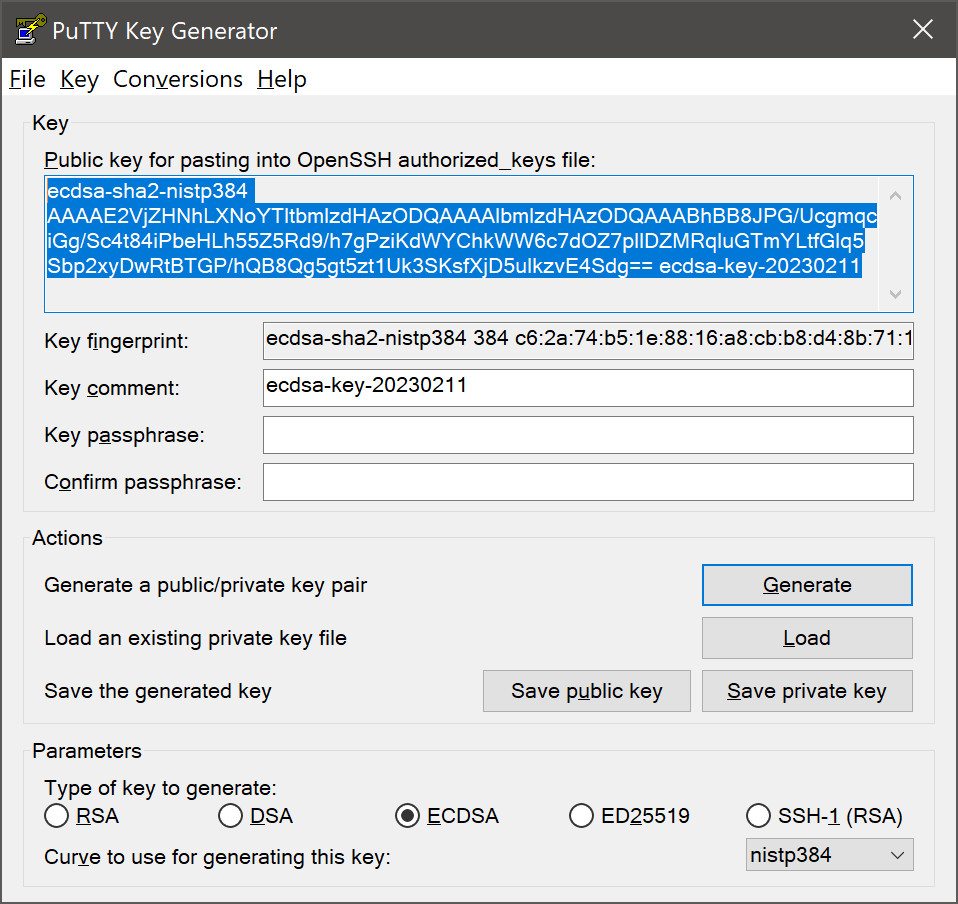 PuTTY Key Generator
File Key Conversions Help
Key
Public key for pasting into OpenSSH authorized_keys file:
ecdsa-sha2-nistp384
AAAAE2VjZHNhLXNoYTItbmlzdHAzODQAAAAIbmlzdHAzODQAAABhBB8JPG/Ucgmqc
iGg/Sc4t84iPbeHLh55Z5Rd9/h7gPziKdWYChkWW6c7dOZ7pIlDZMRqluGTmYLtfGlq5
Sbp2xyDwRtBTGP/hQB8Qg5gt5zt1Uk3SKsfXjD5ulkzvE4Sdg== ecdsa-key-20230211
Key fingerprint:
ecdsa-sha2-nistp384 384 c6:2a:74:b5:1e:88:16:a8:cb:b8:d4:8b:71:1
Key comment:
ecdsa-key-20230211
Key passphrase:
Confirm passphrase:
Actions
Generate a public/private key pair
Generate
Load an existing private key file
Load
Save the generated key
Save public key
Save private key
Parameters
Type of key to generate:
RSA DSA ECDSA ED25519 SSH-1 (RSA)
Curve to use for generating this key:
nistp384